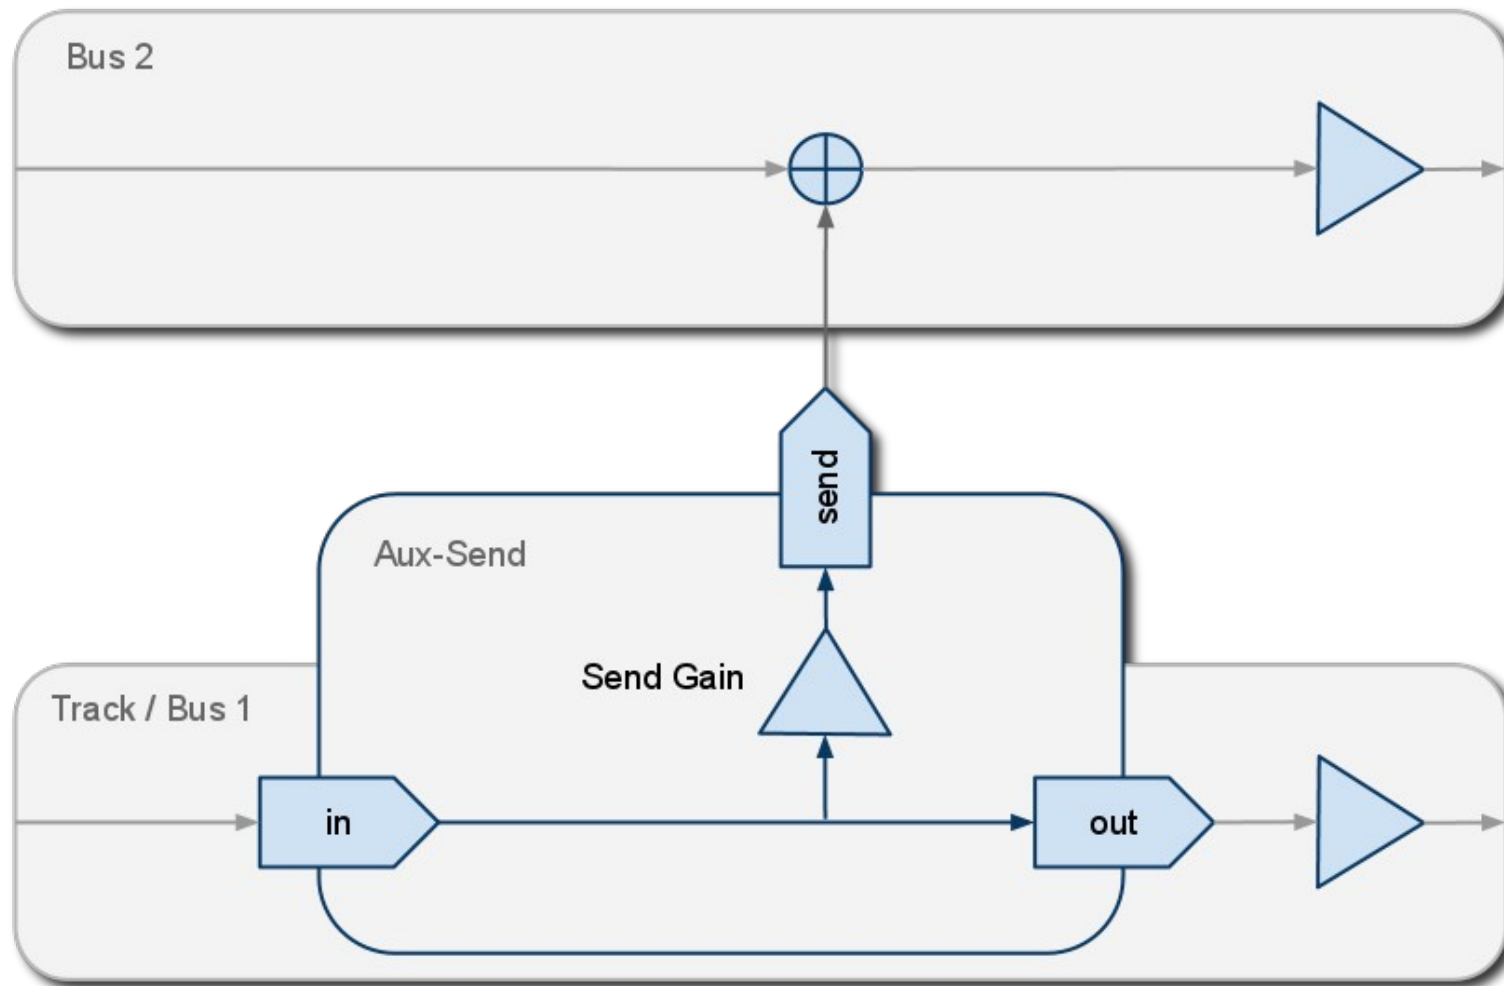 Bus 2
send
Aux-Send
Send Gain
Track / Bus 1
in
out